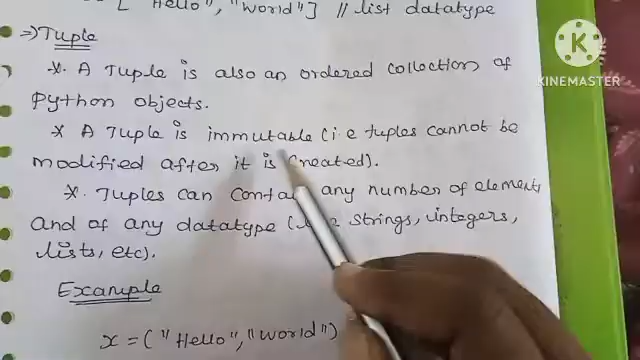 ["Hello", "World"] // list datatype
⇒ Tuple
* A Tuple is also an ordered collection of
Python objects.
* A Tuple is immutable (i.e tuples cannot be
modified after it is created).
* Tuples can any number of elements
and of any datatype ( strings, integers,
lists, etc).
Example
x = ("Hello", "World")
KINEMASTER